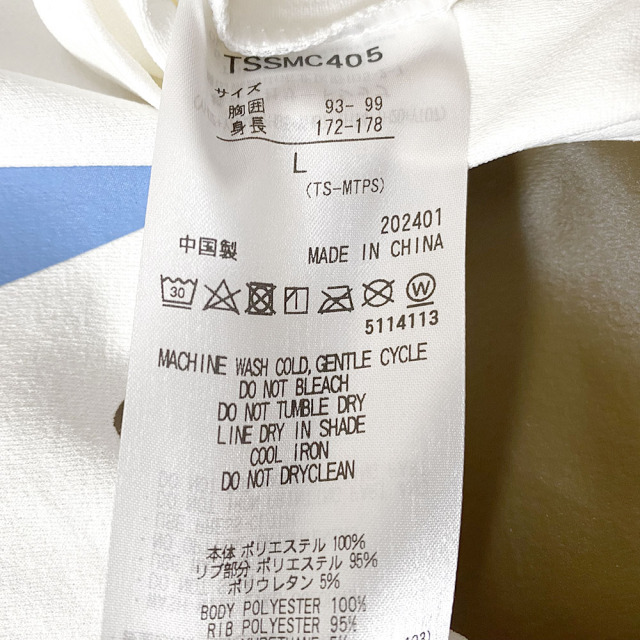 TSSMC405
サイズ
胸囲 93-99
身長 172-178
L
(TS-MTPS)
202401
中国製 MADE IN CHINA
30 W
5114113
MACHINE WASH COLD, GENTLE CYCLE
DO NOT BLEACH
DO NOT TUMBLE DRY
LINE DRY IN SHADE
COOL IRON
DO NOT DRYCLEAN
本体 ポリエステル 100%
リブ部分 ポリエステル 95%
ポリウレタン 5%
BODY POLYESTER 100%
RIB POLYESTER 95%